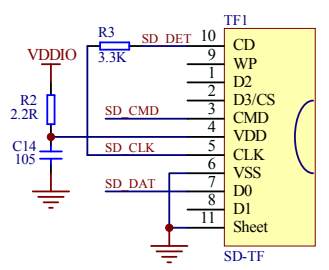 TF1
R3
3.3K
SD_DET
10 CD
9 WP
1 D2
2 D3/CS
SD_CMD 3 CMD
4 VDD
SD_CLK 5 CLK
6 VSS
SD_DAT 7 D0
8 D1
11 Sheet
SD-TF
VDDIO
R2
2.2R
C14
105